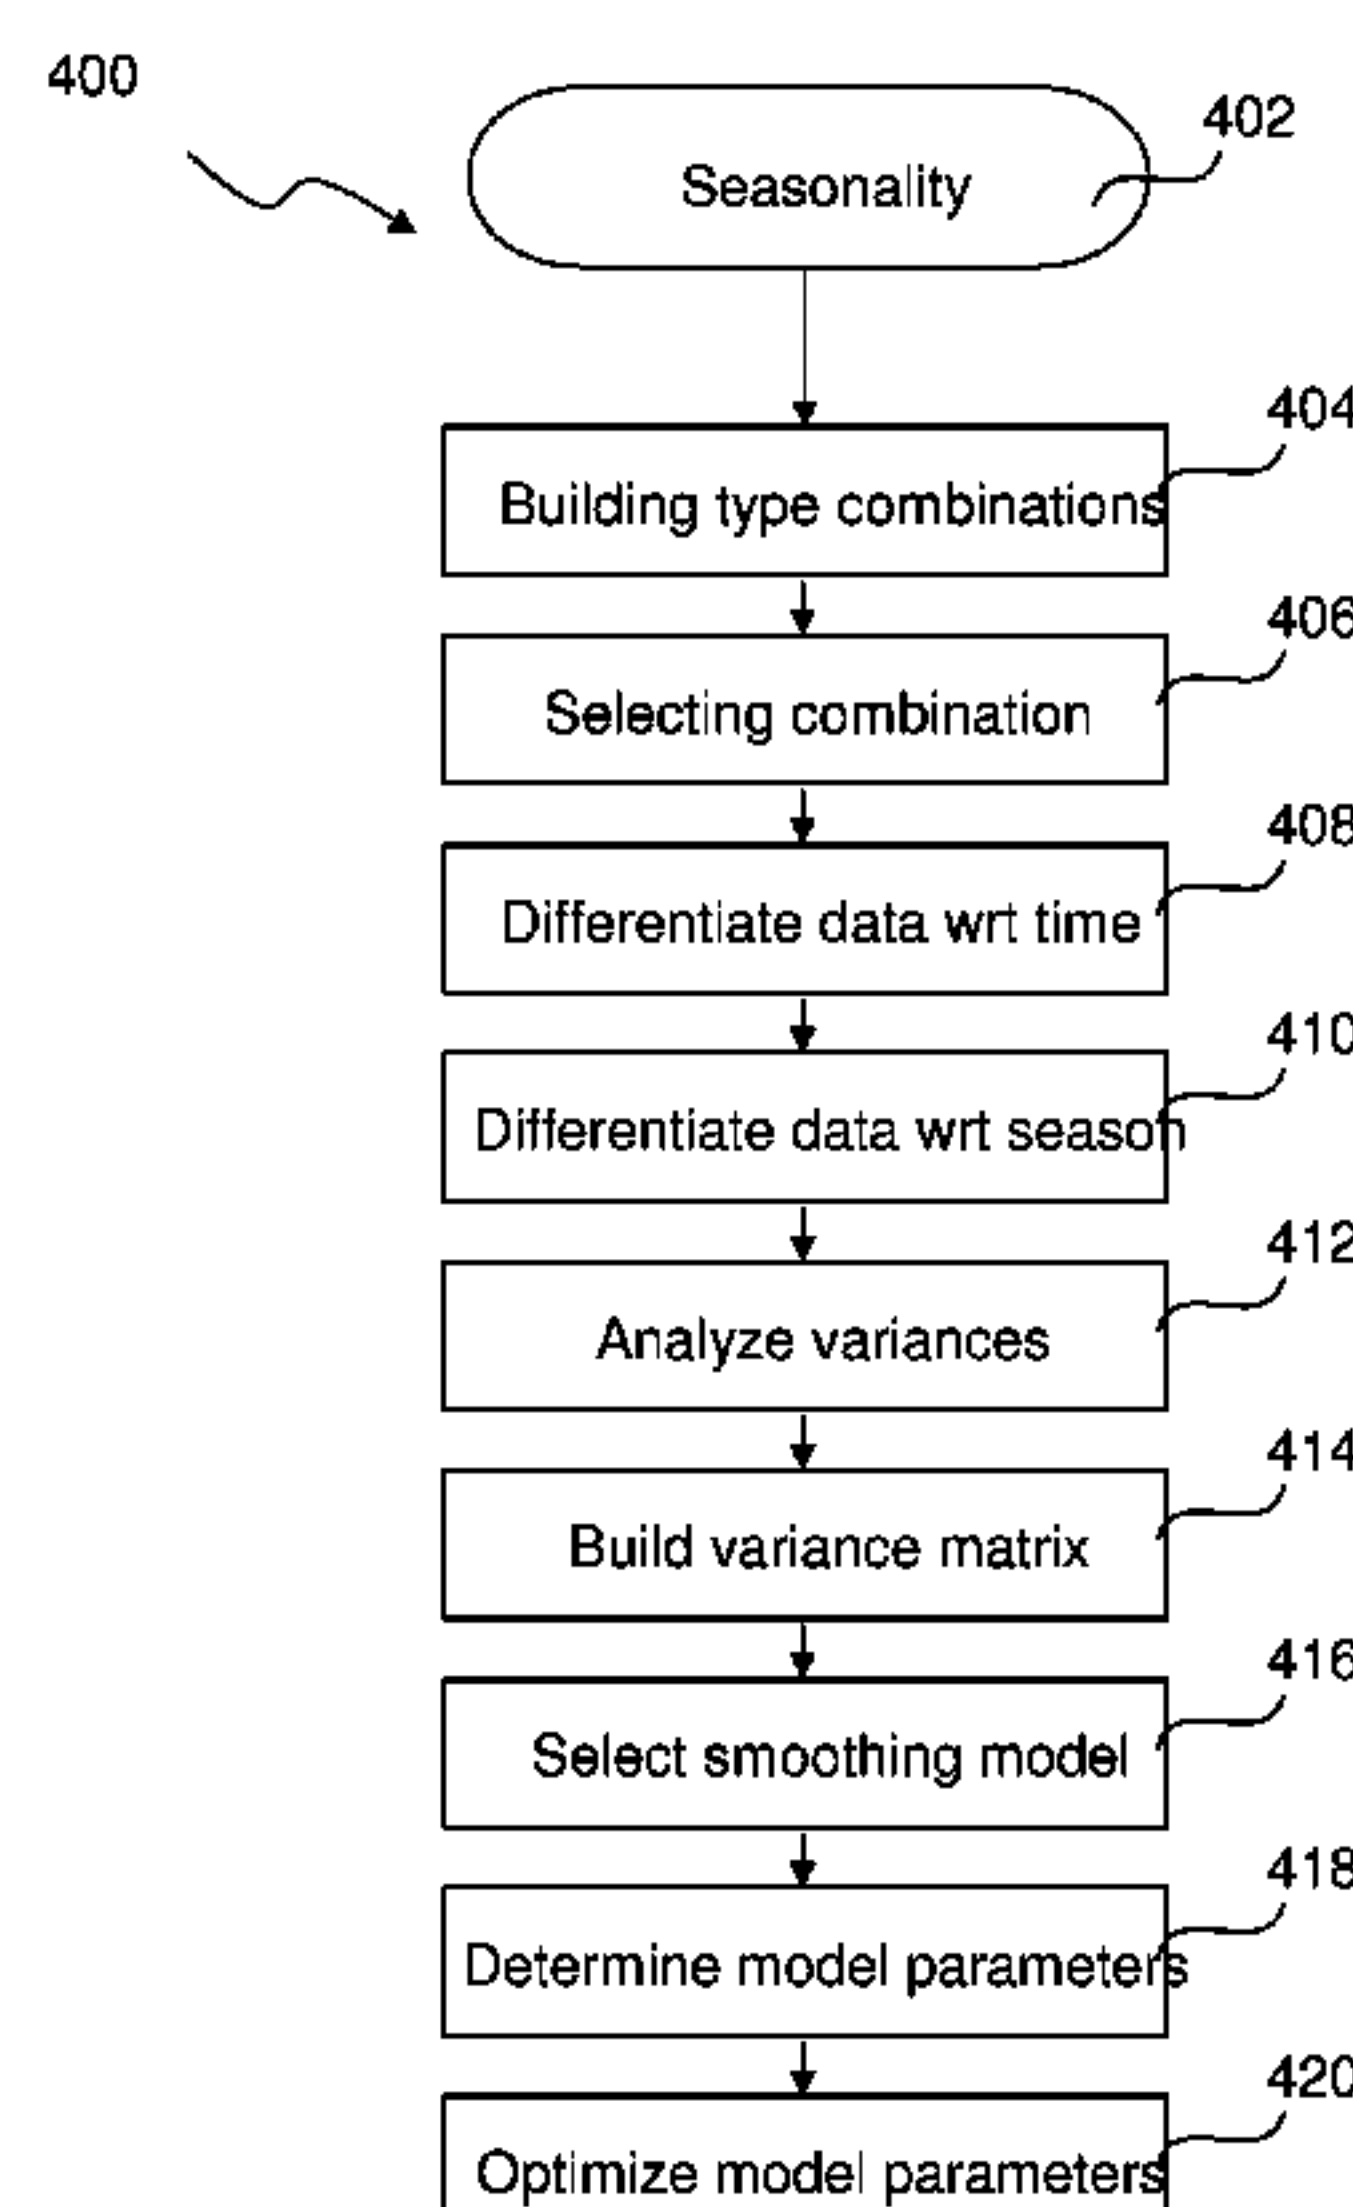 400
402
Seasonality
404
Building type combinations
406
Selecting combination
408
Differentiate data wrt time
410
Differentiate data wrt season
412
Analyze variances
414
Build variance matrix
416
Select smoothing model
418
Determine model parameters
420
Optimize model parameters